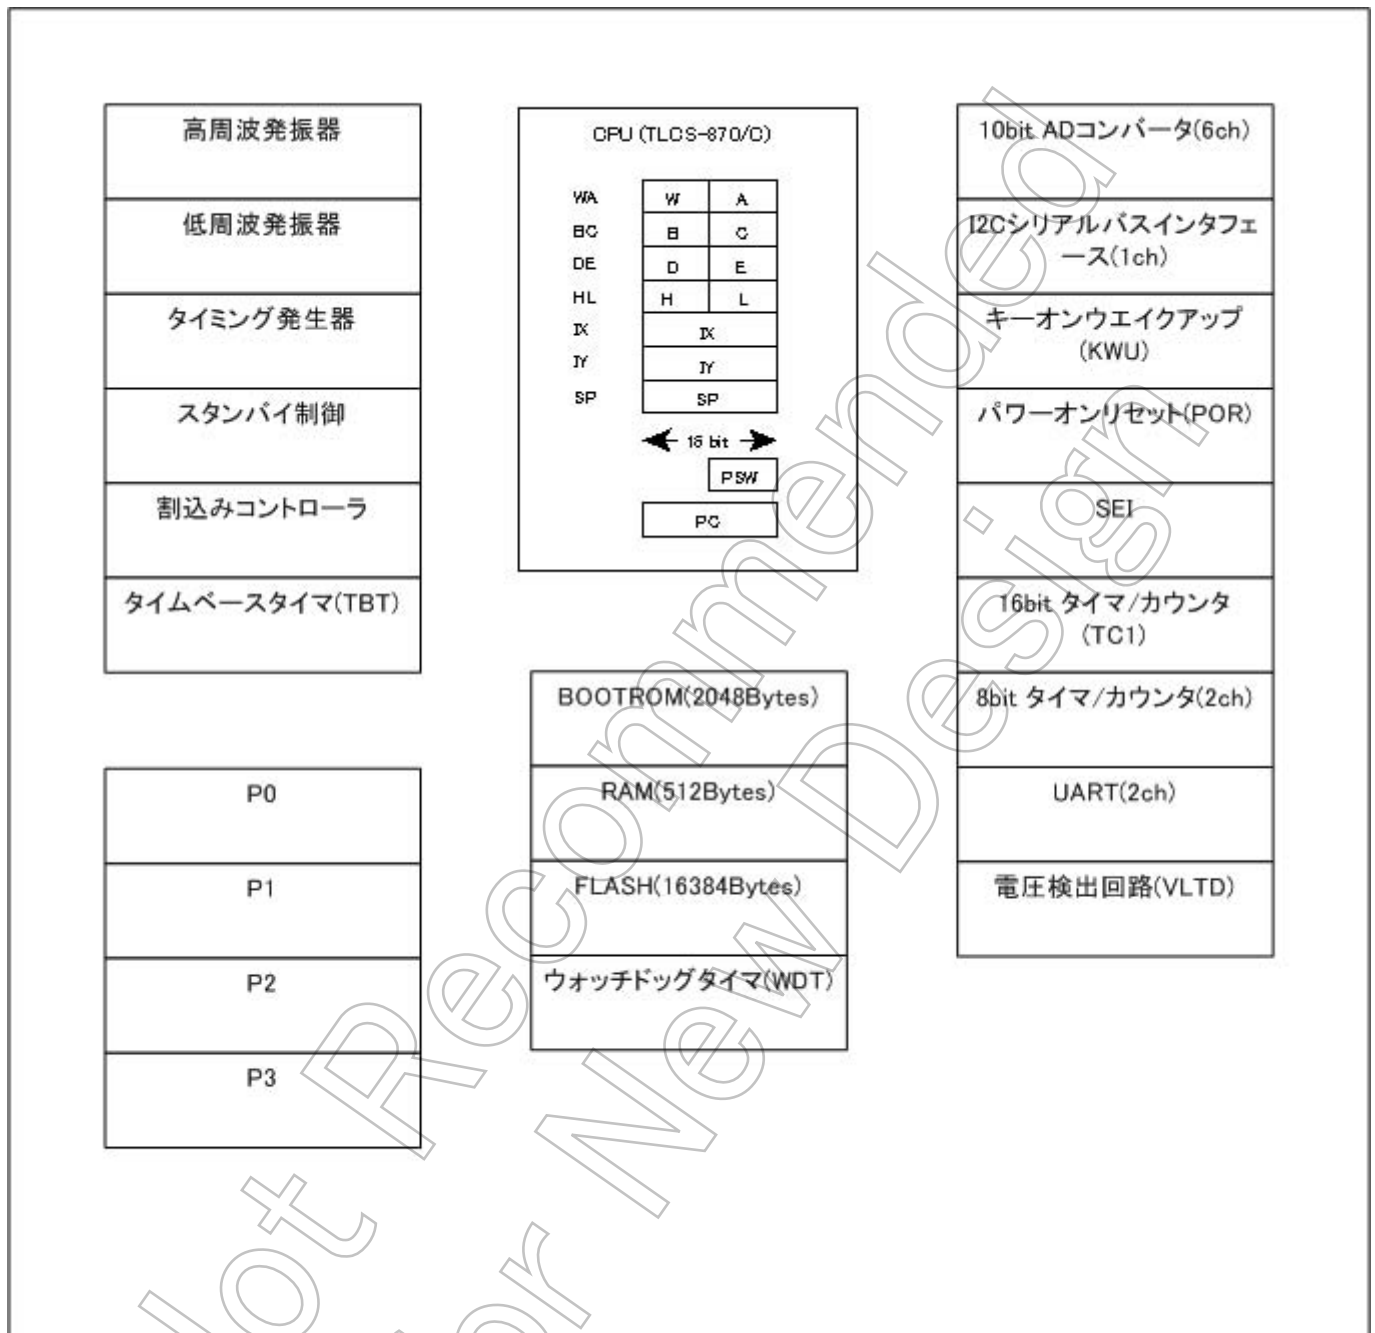 高周波発振器
低周波発振器
タイミング発生器
スタンバイ制御
割込みコントローラ
タイムベースタイマ(TBT)
P0
P1
P2
P3
CPU (TLCS-870/C)
WA W A
BC B C
DE D E
HL H L
IX IX
IY IY
SP SP
16 bit
PSW
PC
BOOTROM(2048Bytes)
RAM(512Bytes)
FLASH(16384Bytes)
ウォッチドッグタイマ(WDT)
10bit ADコンバータ(6ch)
I2Cシリアルバスインタフェ
ース(1ch)
キーオンウエイクアップ
(KWU)
パワーオンリセット(POR)
SEI
16bit タイマ/カウンタ
(TC1)
8bit タイマ/カウンタ(2ch)
UART(2ch)
電圧検出回路(VLTD)
Not Recommended
for New Design